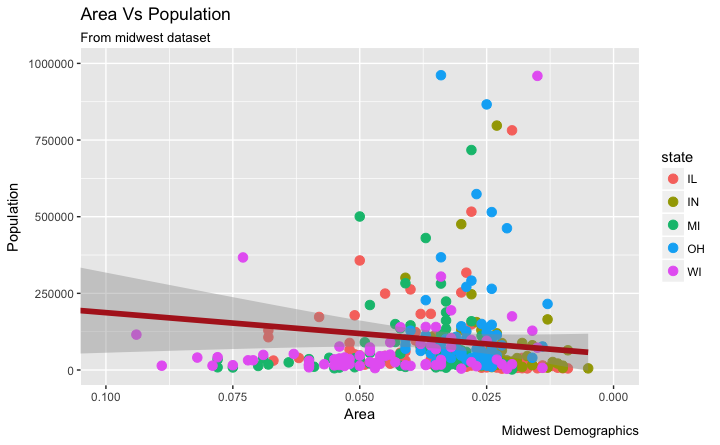 Area Vs Population
From midwest dataset
1000000
750000
500000
250000
0
Population
0.100
0.075
0.050
0.025
0.000
Area
state
IL
IN
MI
OH
WI
Midwest Demographics